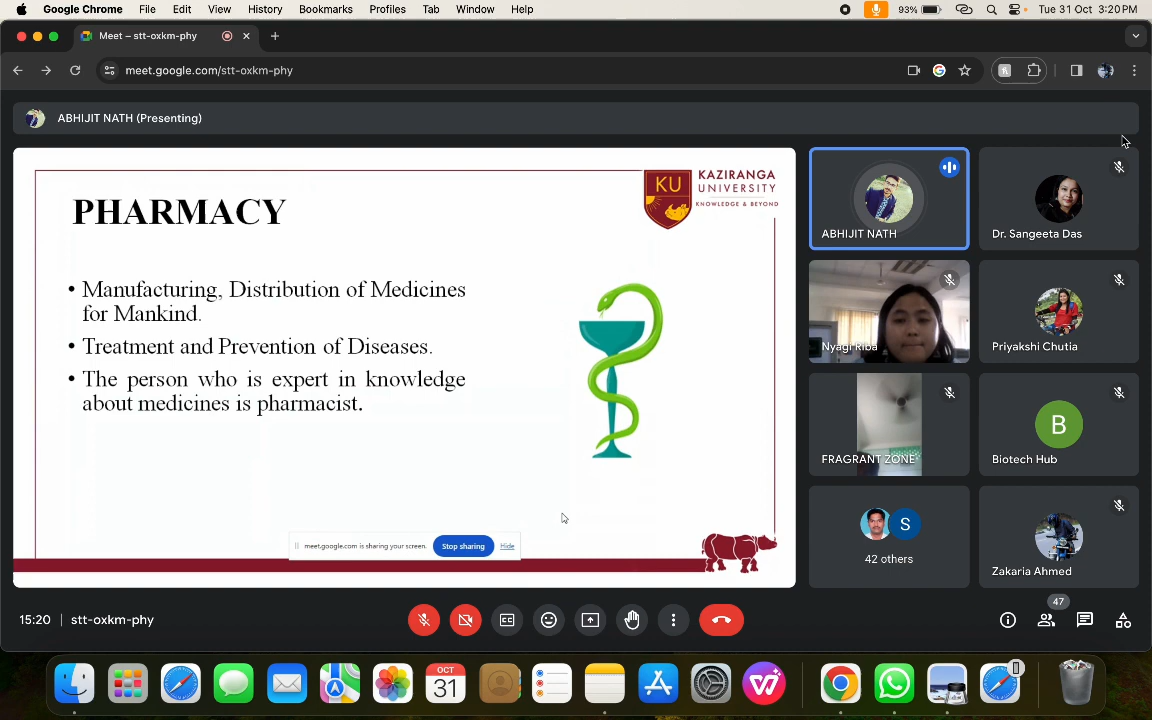 Google Chrome File Edit View History Bookmarks Profiles Tab Window Help 93% Tue 31 Oct 3:20 PM
Meet – stt-oxkm-phy
meet.google.com/stt-oxkm-phy
ABHIJIT NATH (Presenting)
KU
KAZIRANGA
UNIVERSITY
KNOWLEDGE & BEYOND
PHARMACY
• Manufacturing, Distribution of Medicines
for Mankind.
• Treatment and Prevention of Diseases.
• The person who is expert in knowledge
about medicines is pharmacist.
meet.google.com is sharing your screen. Stop sharing Hide
ABHIJIT NATH
Dr. Sangeeta Das
Nyagi Riba
Priyakshi Chutia
FRAGRANT ZONE
B
Biotech Hub
S
42 others
Zakaria Ahmed
15:20 | stt-oxkm-phy
47
OCT
31